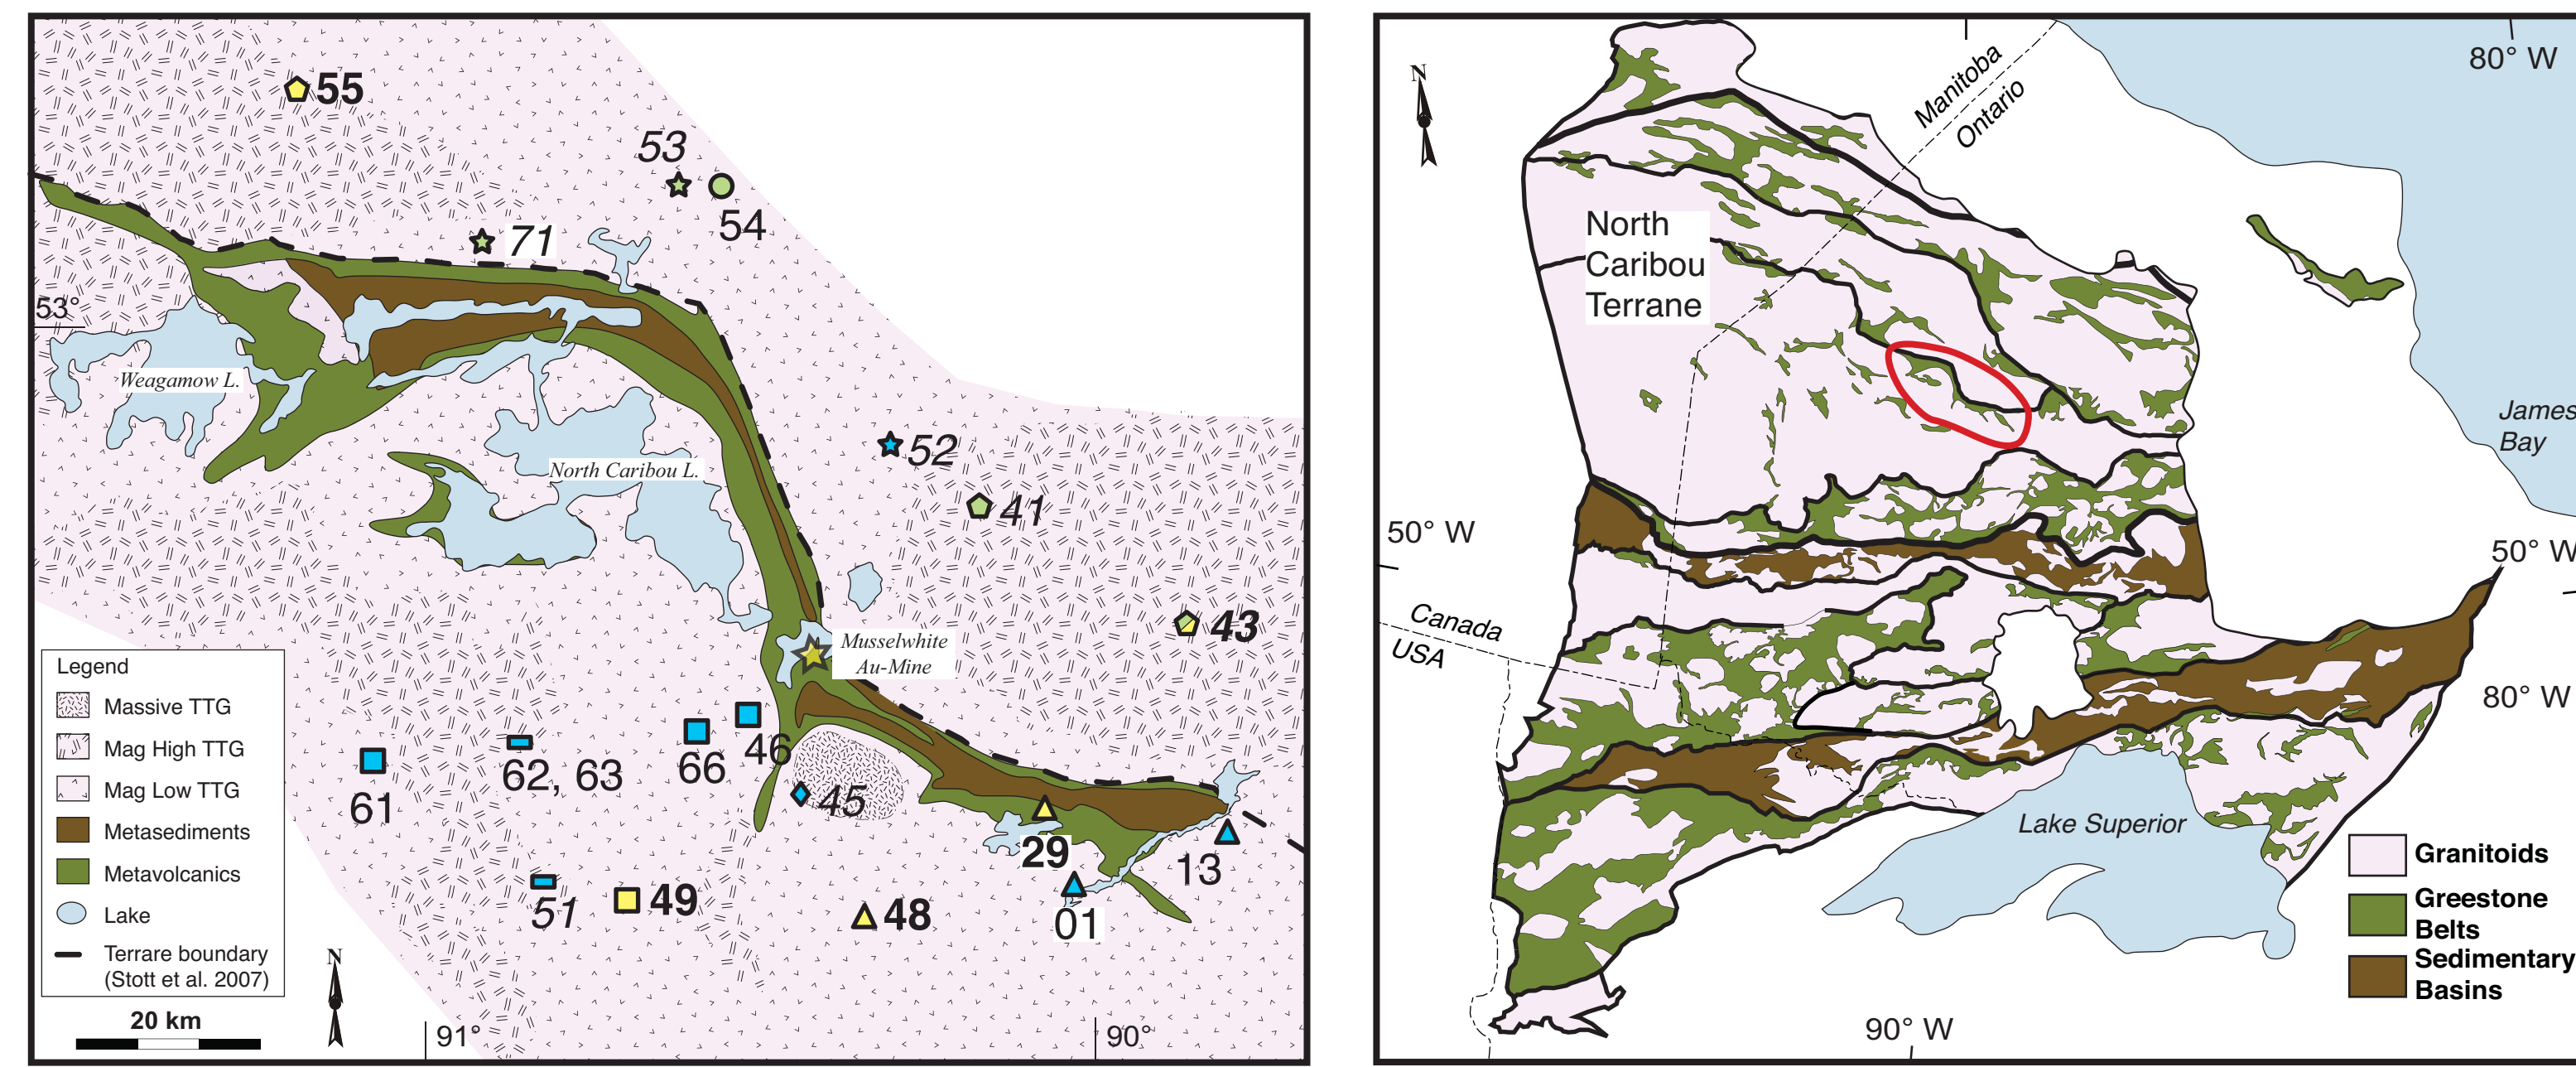 55
53
54
71
53°
Weagamow L.
North Caribou L.
52
41
43
Musselwhite
Au-Mine
46
66
62, 63
61
45
29
13
01
51
49
48
Legend
Massive TTG
Mag High TTG
Mag Low TTG
Metasediments
Metavolcanics
Lake
Terrare boundary
(Stott et al. 2007)
N
20 km
91°
90°
N
Manitoba
Ontario
80° W
North
Caribou
Terrane
James
Bay
50° W
50° W
Canada
USA
80° W
Lake Superior
90° W
Granitoids
Greestone
Belts
Sedimentary
Basins